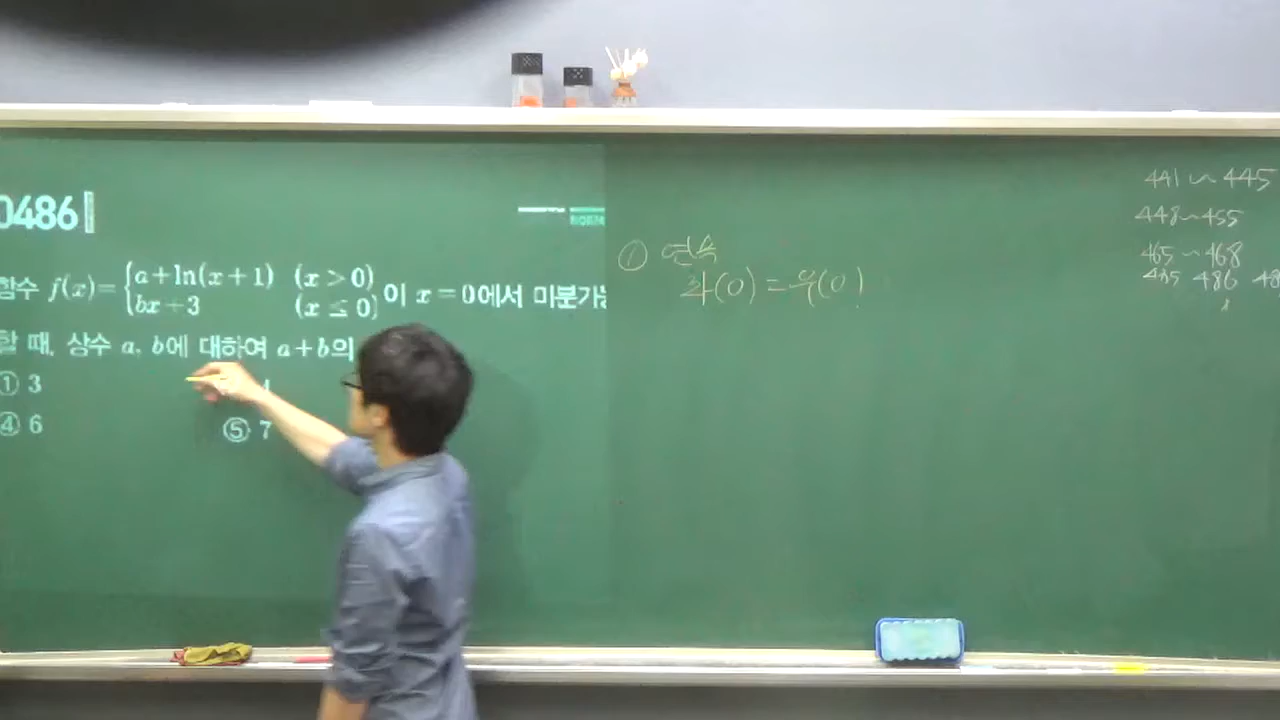 0486
함수 f(x)= { a+ln(x+1) (x>0)
bx+3 (x≤0) 이 x=0에서 미분가능
할 때, 상수 a, b에 대하여 a+b의
① 3
④ 6 ⑤ 7
① 연속
좌(0)=우(0)
441~445
448~455
465~468
486